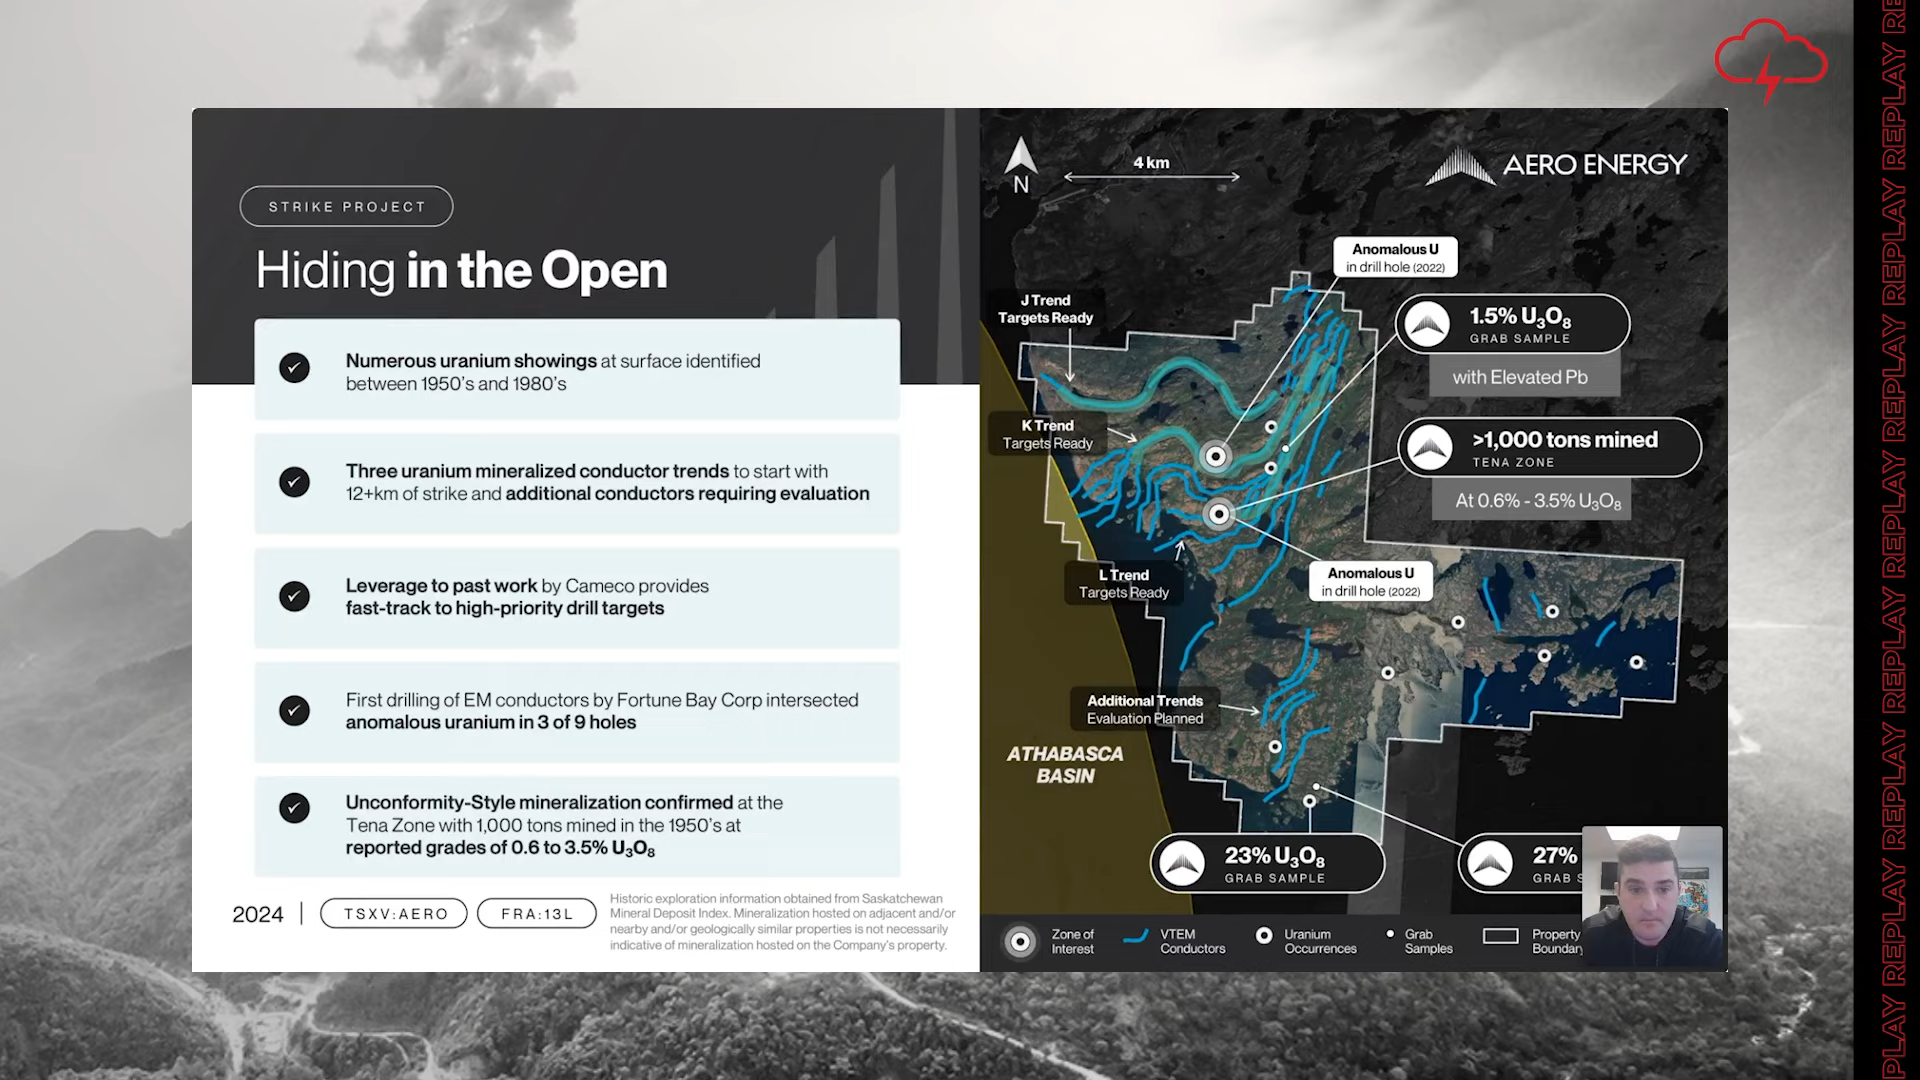 STRIKE PROJECT
Hiding in the Open
Numerous uranium showings at surface identified
between 1950's and 1980's
Three uranium mineralized conductor trends to start with
12+km of strike and additional conductors requiring evaluation
Leverage to past work by Cameco provides
fast-track to high-priority drill targets
First drilling of EM conductors by Fortune Bay Corp intersected
anomalous uranium in 3 of 9 holes
Unconformity-Style mineralization confirmed at the
Tena Zone with 1,000 tons mined in the 1950's at
reported grades of 0.6 to 3.5% U₃O₈
2024 | TSXV:AERO FRA:13L
Historic exploration information obtained from Saskatchewan
Mineral Deposit Index. Mineralization hosted on adjacent and/or
nearby and/or geologically similar properties is not necessarily
indicative of mineralization hosted on the Company's property.
N
4 km
AERO ENERGY
Anomalous U
in drill hole (2022)
J Trend
Targets Ready
1.5% U₃O₈
GRAB SAMPLE
with Elevated Pb
K Trend
Targets Ready
>1,000 tons mined
TENA ZONE
At 0.6% - 3.5% U₃O₈
L Trend
Targets Ready
Anomalous U
in drill hole (2022)
Additional Trends
Evaluation Planned
ATHABASCA
BASIN
23% U₃O₈
GRAB SAMPLE
27%
GRAB S
Zone of
Interest
VTEM
Conductors
Uranium
Occurrences
Grab
Samples
Property
Boundar
REPLAY REPLAY REPLAY REPLAY REPLAY REPLAY REPLAY REPLAY REPLAY